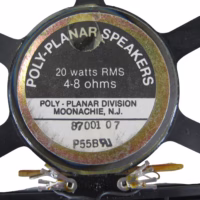 POLY-PLANAR SPEAKERS
20 watts RMS
4-8 ohms
POLY-PLANAR DIVISION
MOONACHIE, N.J.
87001 07
P55B